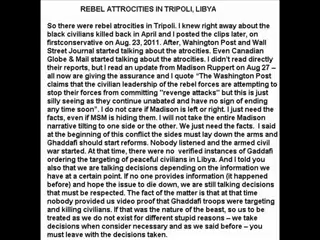 REBEL ATTROCITIES IN TRIPOLI, LIBYA
So there were rebel atrocities in Tripoli. I knew right away about the
black civilians killed back in April and I posted the clips later, on
firstconservative on Aug. 23, 2011. After, Wahington Post and Wall
Street Journal started talking about the atrocities. Even Canadian
Globe & Mail started talking about the atrocities. I didn't read directly
their reports, but I read an update from Madison Ruppert on Aug 27 –
all now are giving the assurance and I quote "The Washington Post
claims that the civilian leadership of the rebel forces are attempting to
stop their forces from committing "revenge attacks" but this is just
silly seeing as they continue unabated and have no sign of ending
any time soon". I do not care if Madison is left or right. I just need the
facts, even if MSM is hiding them. I will not take the entire Madison
narrative tilting to one side or the other. We just need the facts.  I said
at the beginning of this conflict the sides must lay down the arms and
Ghaddafi should start reforms. Nobody listened and the armed civil
war started. At that time, there were no  verified instances of Gaddafi
ordering the targeting of peaceful civilians in Libya.  And I told you
also that we are talking decisions depending on the information we
have at a certain point. If no one provides information (it happened
before) and hope the issue to die down, we are still talking decisions
that must be respected. The fact of the matter is that at that time
nobody provided us video proof that Ghaddafi troups were targeting
and killing civilians. If that was the nature of the beast, so us to be
treated as we do not exist for different stupid reasons – we take
decisions when consider necessary and as we said before – you
must leave with the decisions taken.